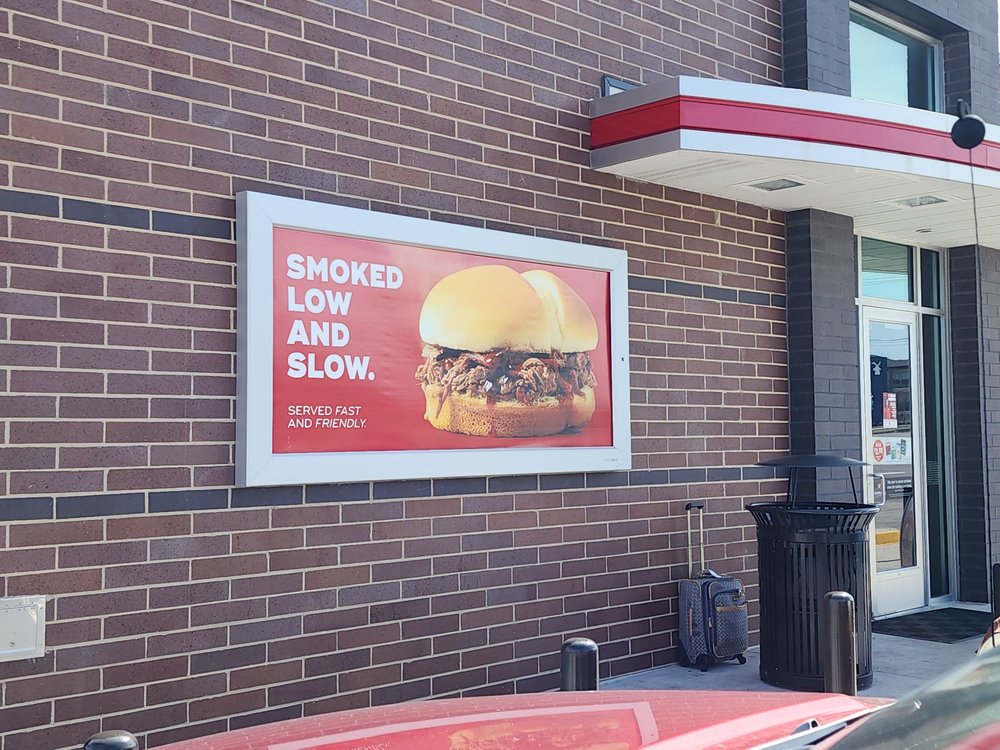 SMOKED
LOW
AND
SLOW.
SERVED FAST
AND FRIENDLY.